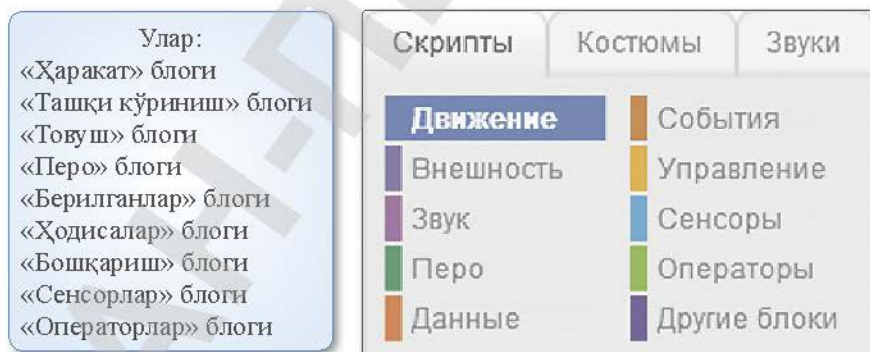 Улар:
«Ҳаракат» блоги
«Ташқи кўриниш» блоги
«Товуш» блоги
«Перо» блоги
«Берилганлар» блоги
«Ҳодисалар» блоги
«Бошқариш» блоги
«Сенсорлар» блоги
«Операторлар» блоги
Скрипты Костюмы Звуки
Движение События
Внешность Управление
Звук Сенсоры
Перо Операторы
Данные Другие блоки